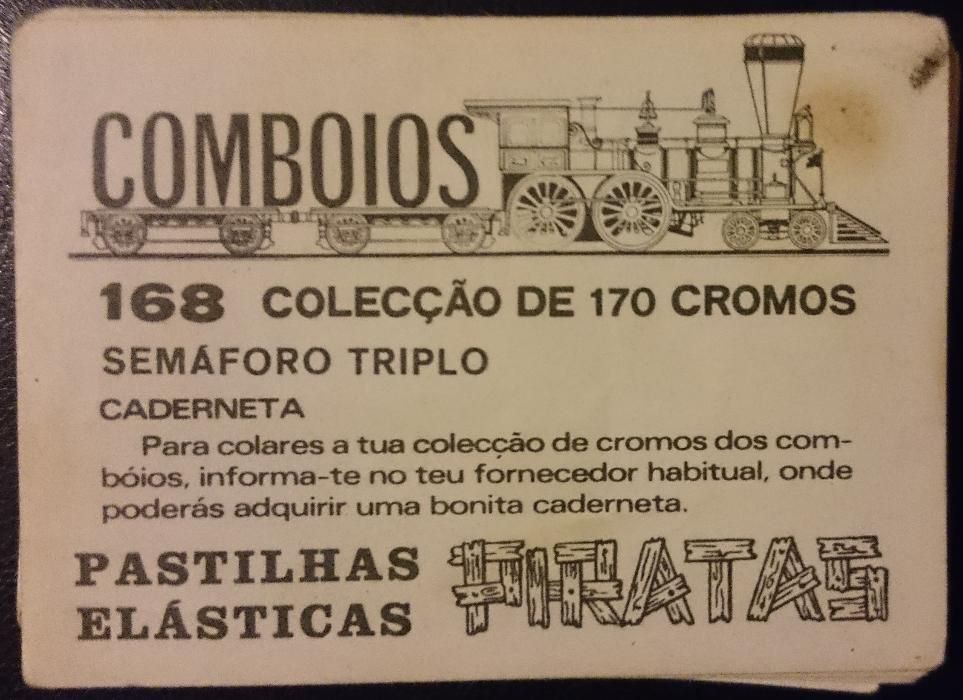 COMBOIOS
168 COLECÇÃO DE 170 CROMOS
SEMÁFORO TRIPLO
CADERNETA
Para colares a tua colecção de cromos dos com-
bóios, informa-te no teu fornecedor habitual, onde
poderás adquirir uma bonita caderneta.
PASTILHAS
ELÁSTICAS
PIRATAS